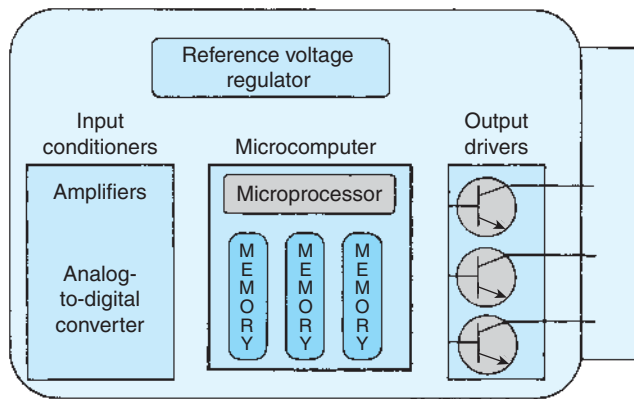 Reference voltage
regulator
Input
conditioners
Amplifiers
Analog-
to-digital
converter
Microcomputer
Microprocessor
MEMORY
MEMORY
MEMORY
Output
drivers